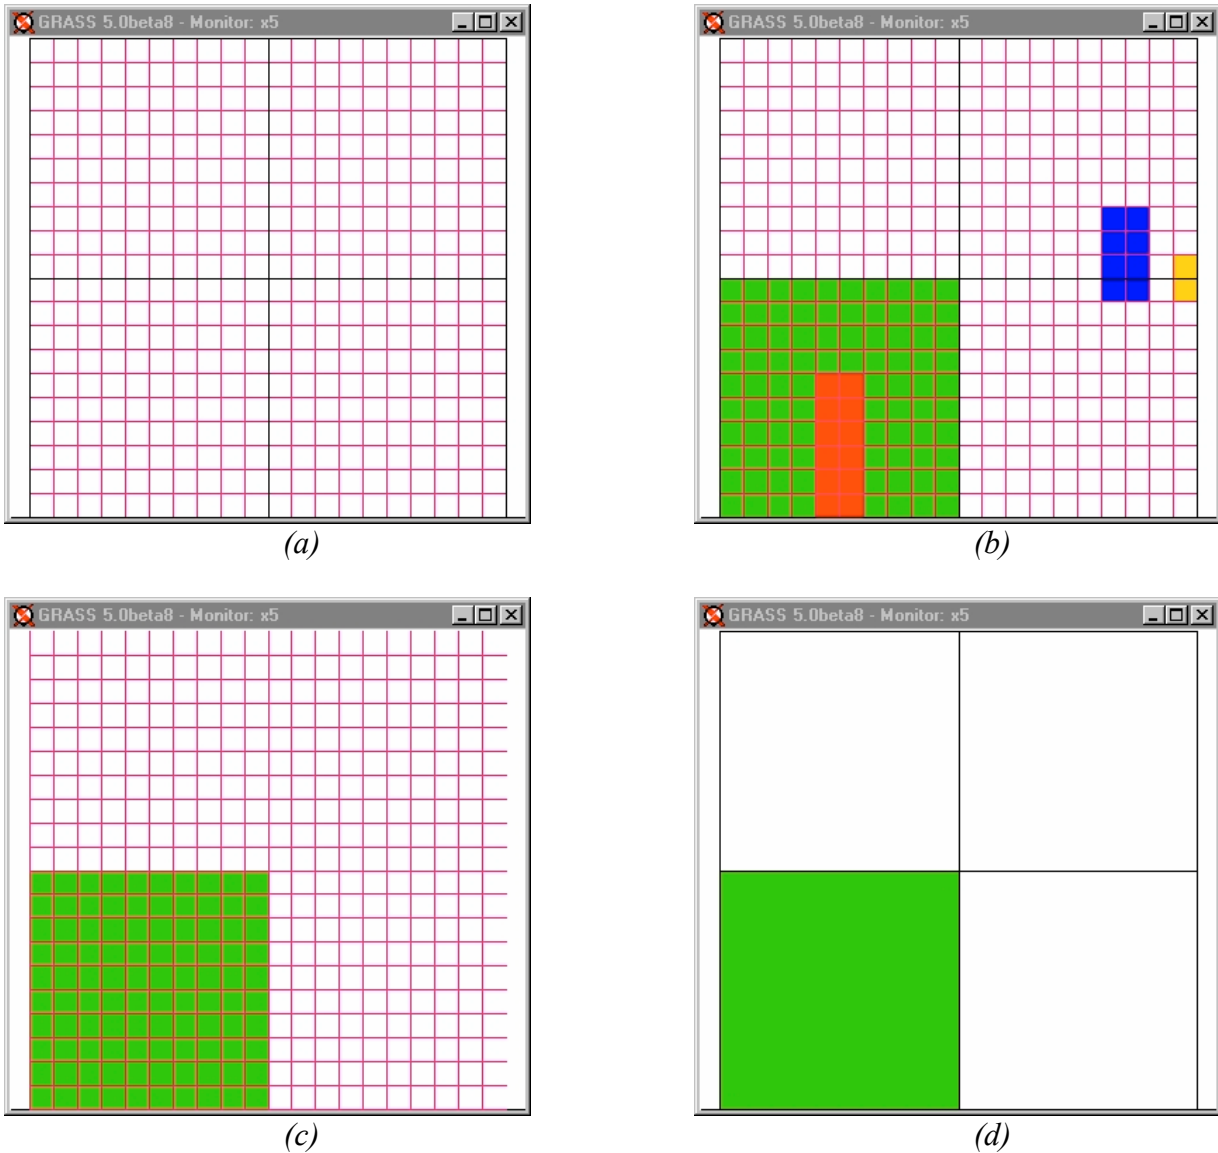 GRASS 5.0beta8 - Monitor: x5
GRASS 5.0beta8 - Monitor: x5
(a)
(b)
GRASS 5.0beta8 - Monitor: x5
GRASS 5.0beta8 - Monitor: x5
(c)
(d)